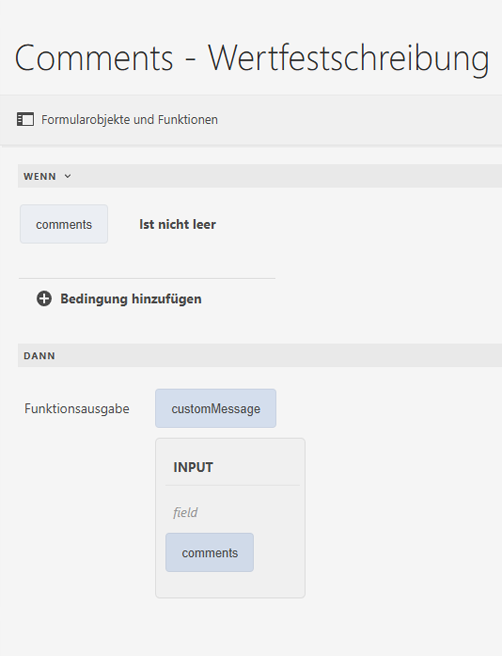 Comments - Wertfestschreibung
Formularobjekte und Funktionen
WENN
comments Ist nicht leer
Bedingung hinzufügen
DANN
Funktionsausgabe customMessage
INPUT
field
comments